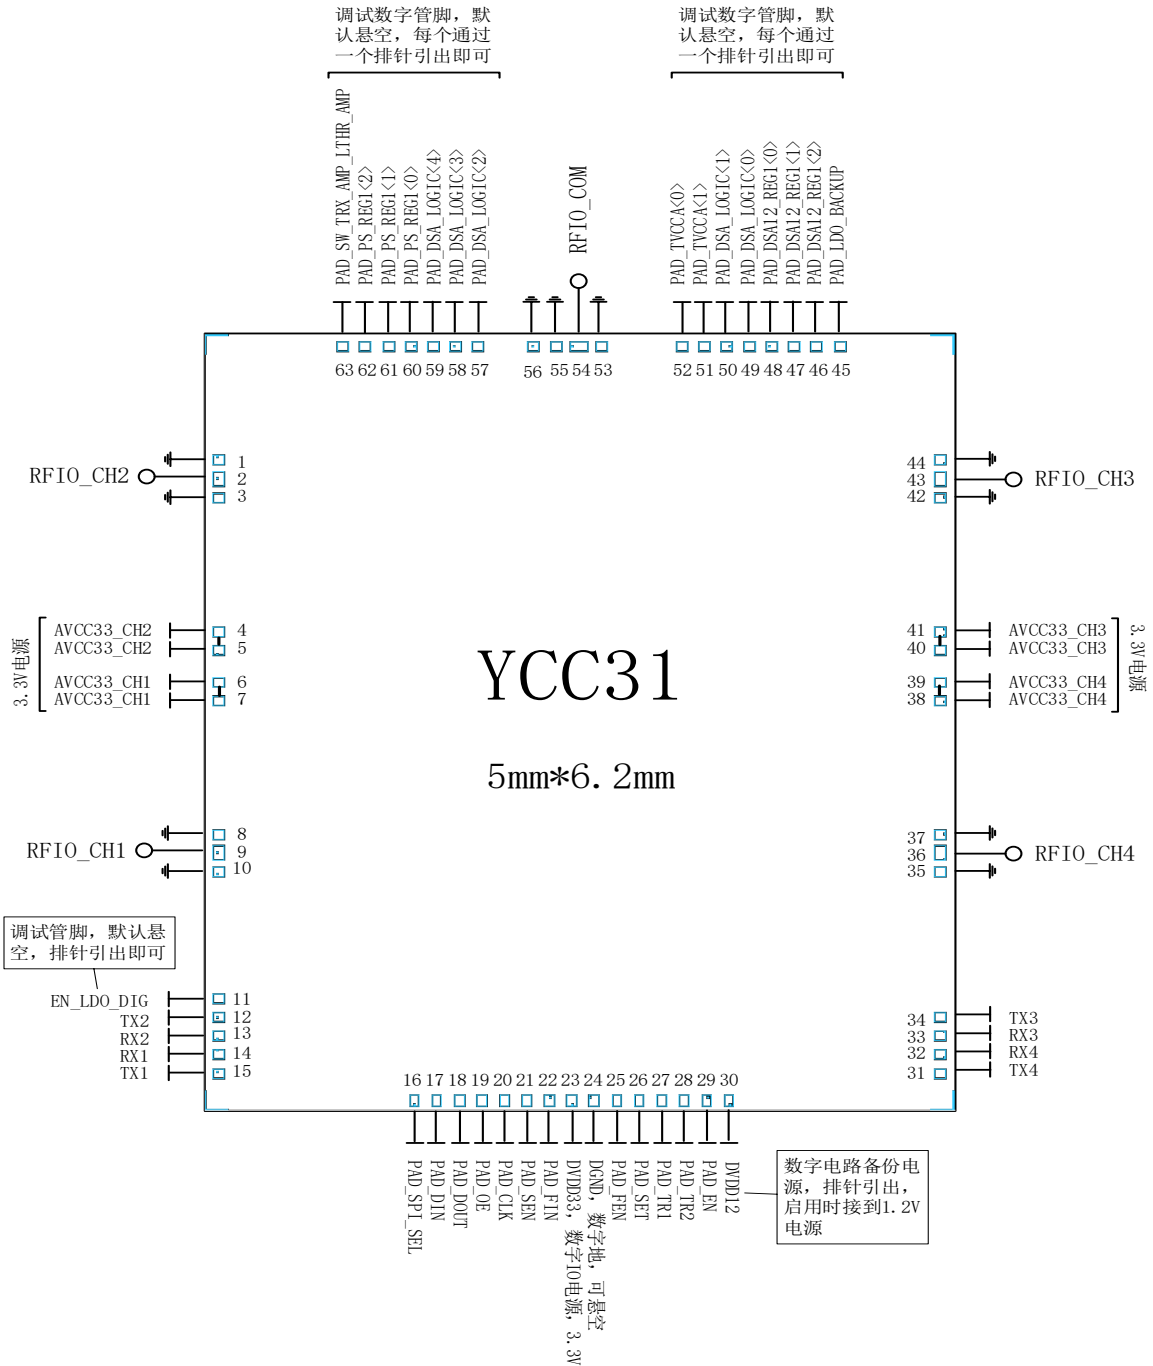 调试数字管脚，默
认悬空，每个通过
一个排针引出即可
调试数字管脚，默
认悬空，每个通过
一个排针引出即可
PAD_SW_TRX_AMP_LTHR_AMP
PAD_PS_REG1<2>
PAD_PS_REG1<1>
PAD_PS_REG1<0>
PAD_DSA_LOGIC<4>
PAD_DSA_LOGIC<3>
PAD_DSA_LOGIC<2>
RFIO_COM
PAD_TVCCA<0>
PAD_TVCCA<1>
PAD_DSA_LOGIC<1>
PAD_DSA_LOGIC<0>
PAD_DSA12_REG1<0>
PAD_DSA12_REG1<1>
PAD_DSA12_REG1<2>
PAD_LDO_BACKUP
63 62 61 60 59 58 57 56 55 54 53 52 51 50 49 48 47 46 45
RFIO_CH2
1
2
3
44
43
42
RFIO_CH3
3.3V电源
AVCC33_CH2 4
AVCC33_CH2 5
AVCC33_CH1 6
AVCC33_CH1 7
YCC31
5mm*6.2mm
41 AVCC33_CH3
40 AVCC33_CH3
39 AVCC33_CH4
38 AVCC33_CH4
3.3V电源
RFIO_CH1
8
9
10
37
36
35
RFIO_CH4
调试管脚，默认悬
空，排针引出即可
EN_LDO_DIG 11
TX2 12
RX2 13
RX1 14
TX1 15
34 TX3
33 RX3
32 RX4
31 TX4
16 17 18 19 20 21 22 23 24 25 26 27 28 29 30
PAD_SPI_SEL
PAD_DIN
PAD_DOUT
PAD_OE
PAD_CLK
PAD_SEN
PAD_FIN
DVDD33，数字IO电源，3.3V
DGND，数字地，可悬空
PAD_FEN
PAD_SET
PAD_TR1
PAD_TR2
PAD_EN
DVDD12
数字电路备份电
源，排针引出，
启用时接到1.2V
电源